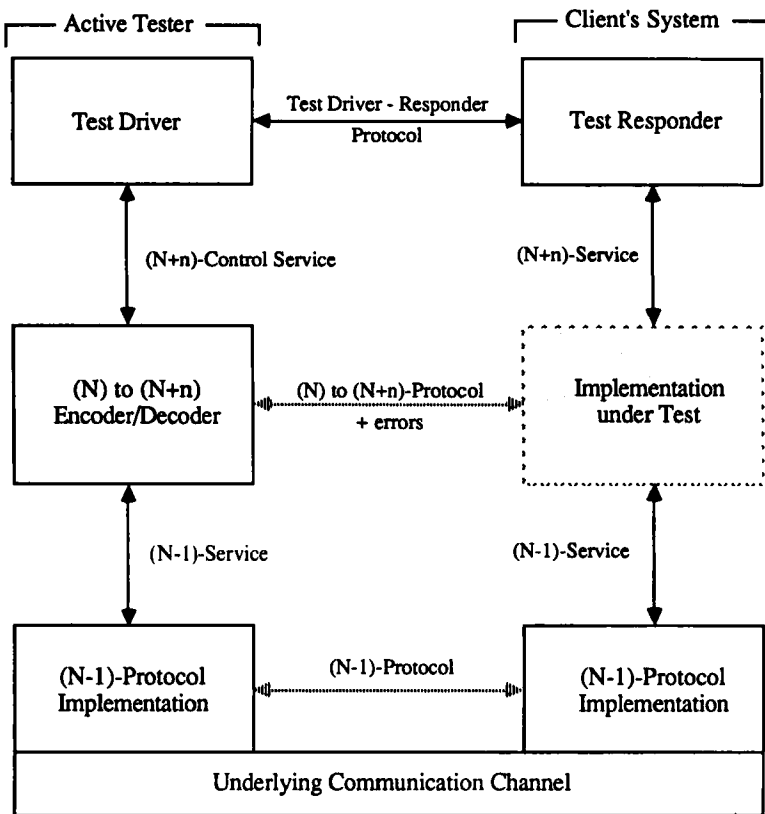 Active Tester
Client's System
Test Driver
Test Driver - Responder
Protocol
Test Responder
(N+n)-Control Service
(N+n)-Service
(N) to (N+n)
Encoder/Decoder
(N) to (N+n)-Protocol
+ errors
Implementation
under Test
(N-1)-Service
(N-1)-Service
(N-1)-Protocol
Implementation
(N-1)-Protocol
(N-1)-Protocol
Implementation
Underlying Communication Channel